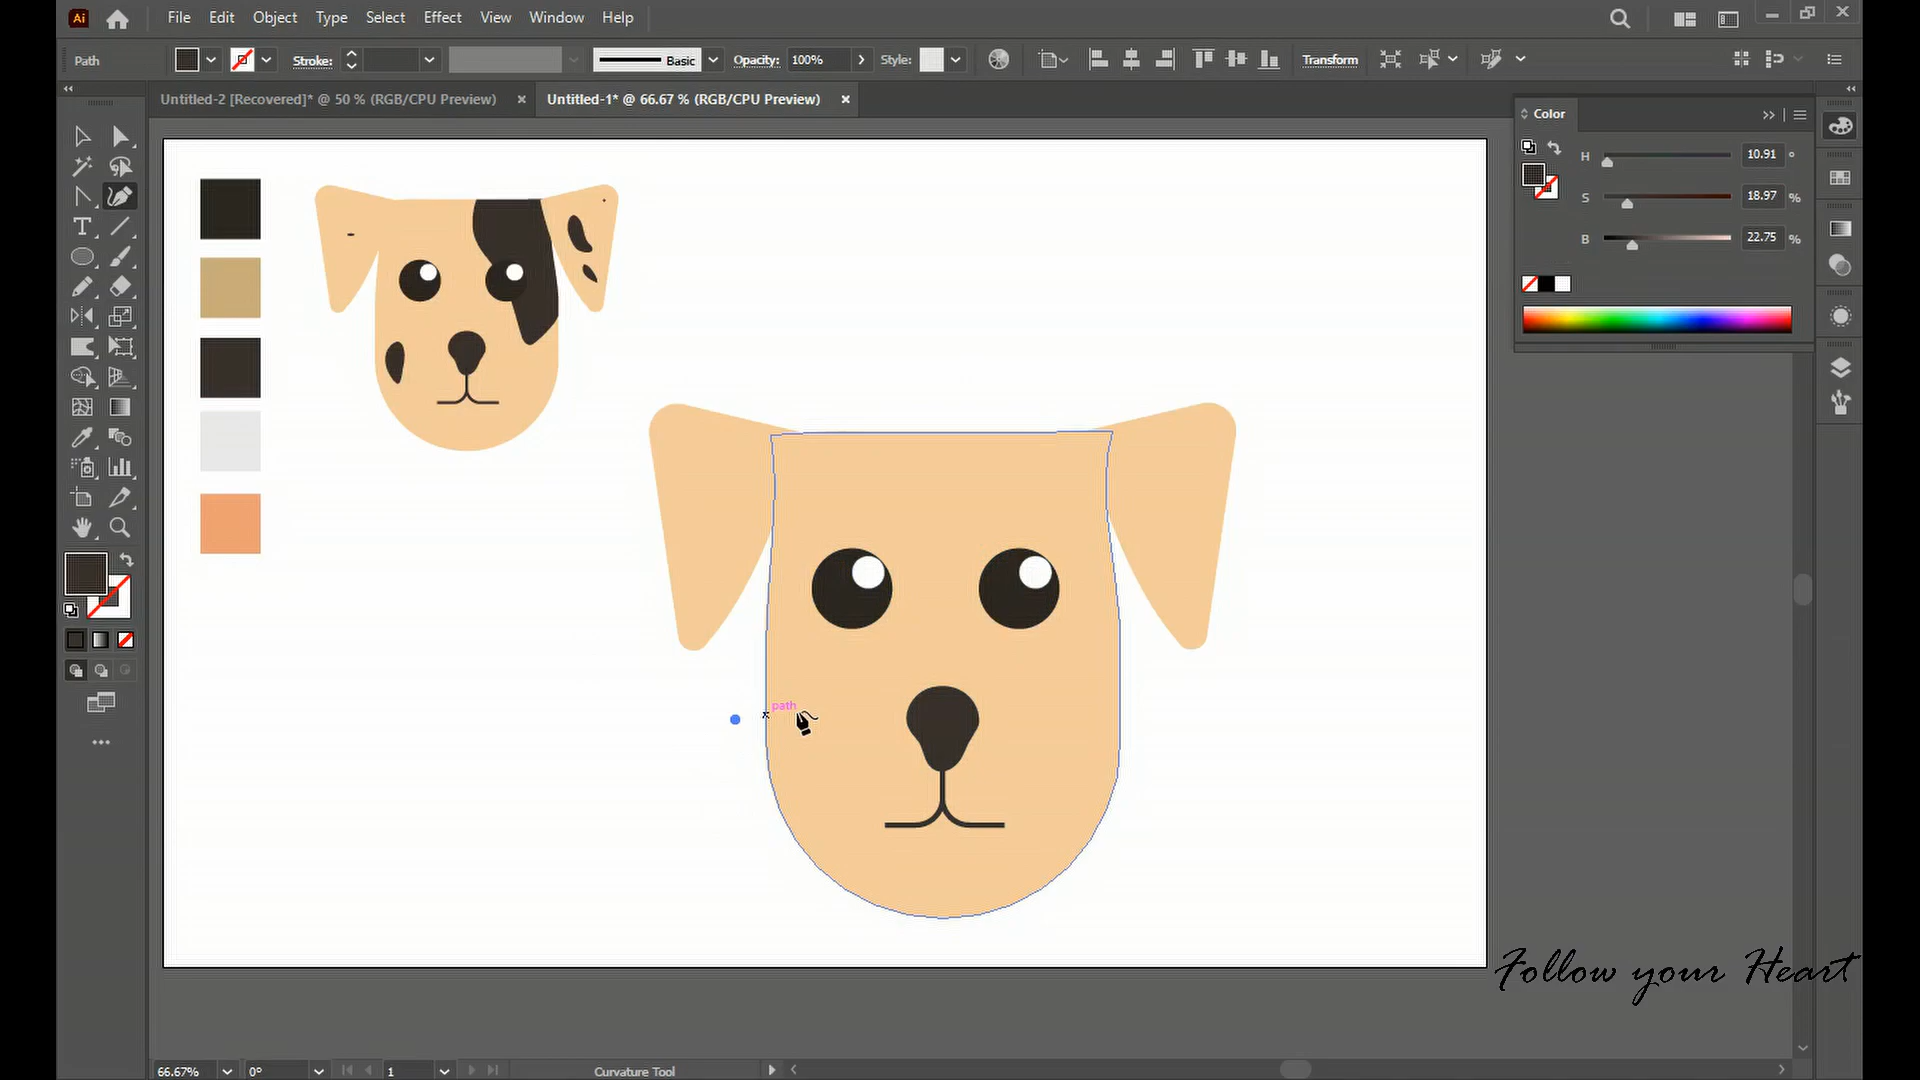 Ai
File Edit Object Type Select Effect View Window Help
Path
Stroke:
Basic
Opacity:
100%
Style:
Transform
Untitled-2 [Recovered]* @ 50 % (RGB/CPU Preview)
Untitled-1* @ 66.67 % (RGB/CPU Preview)
Color
H 10.91 °
S 18.97 %
B 22.75 %
path
Follow your Heart
66.67%
0°
1
Curvature Tool